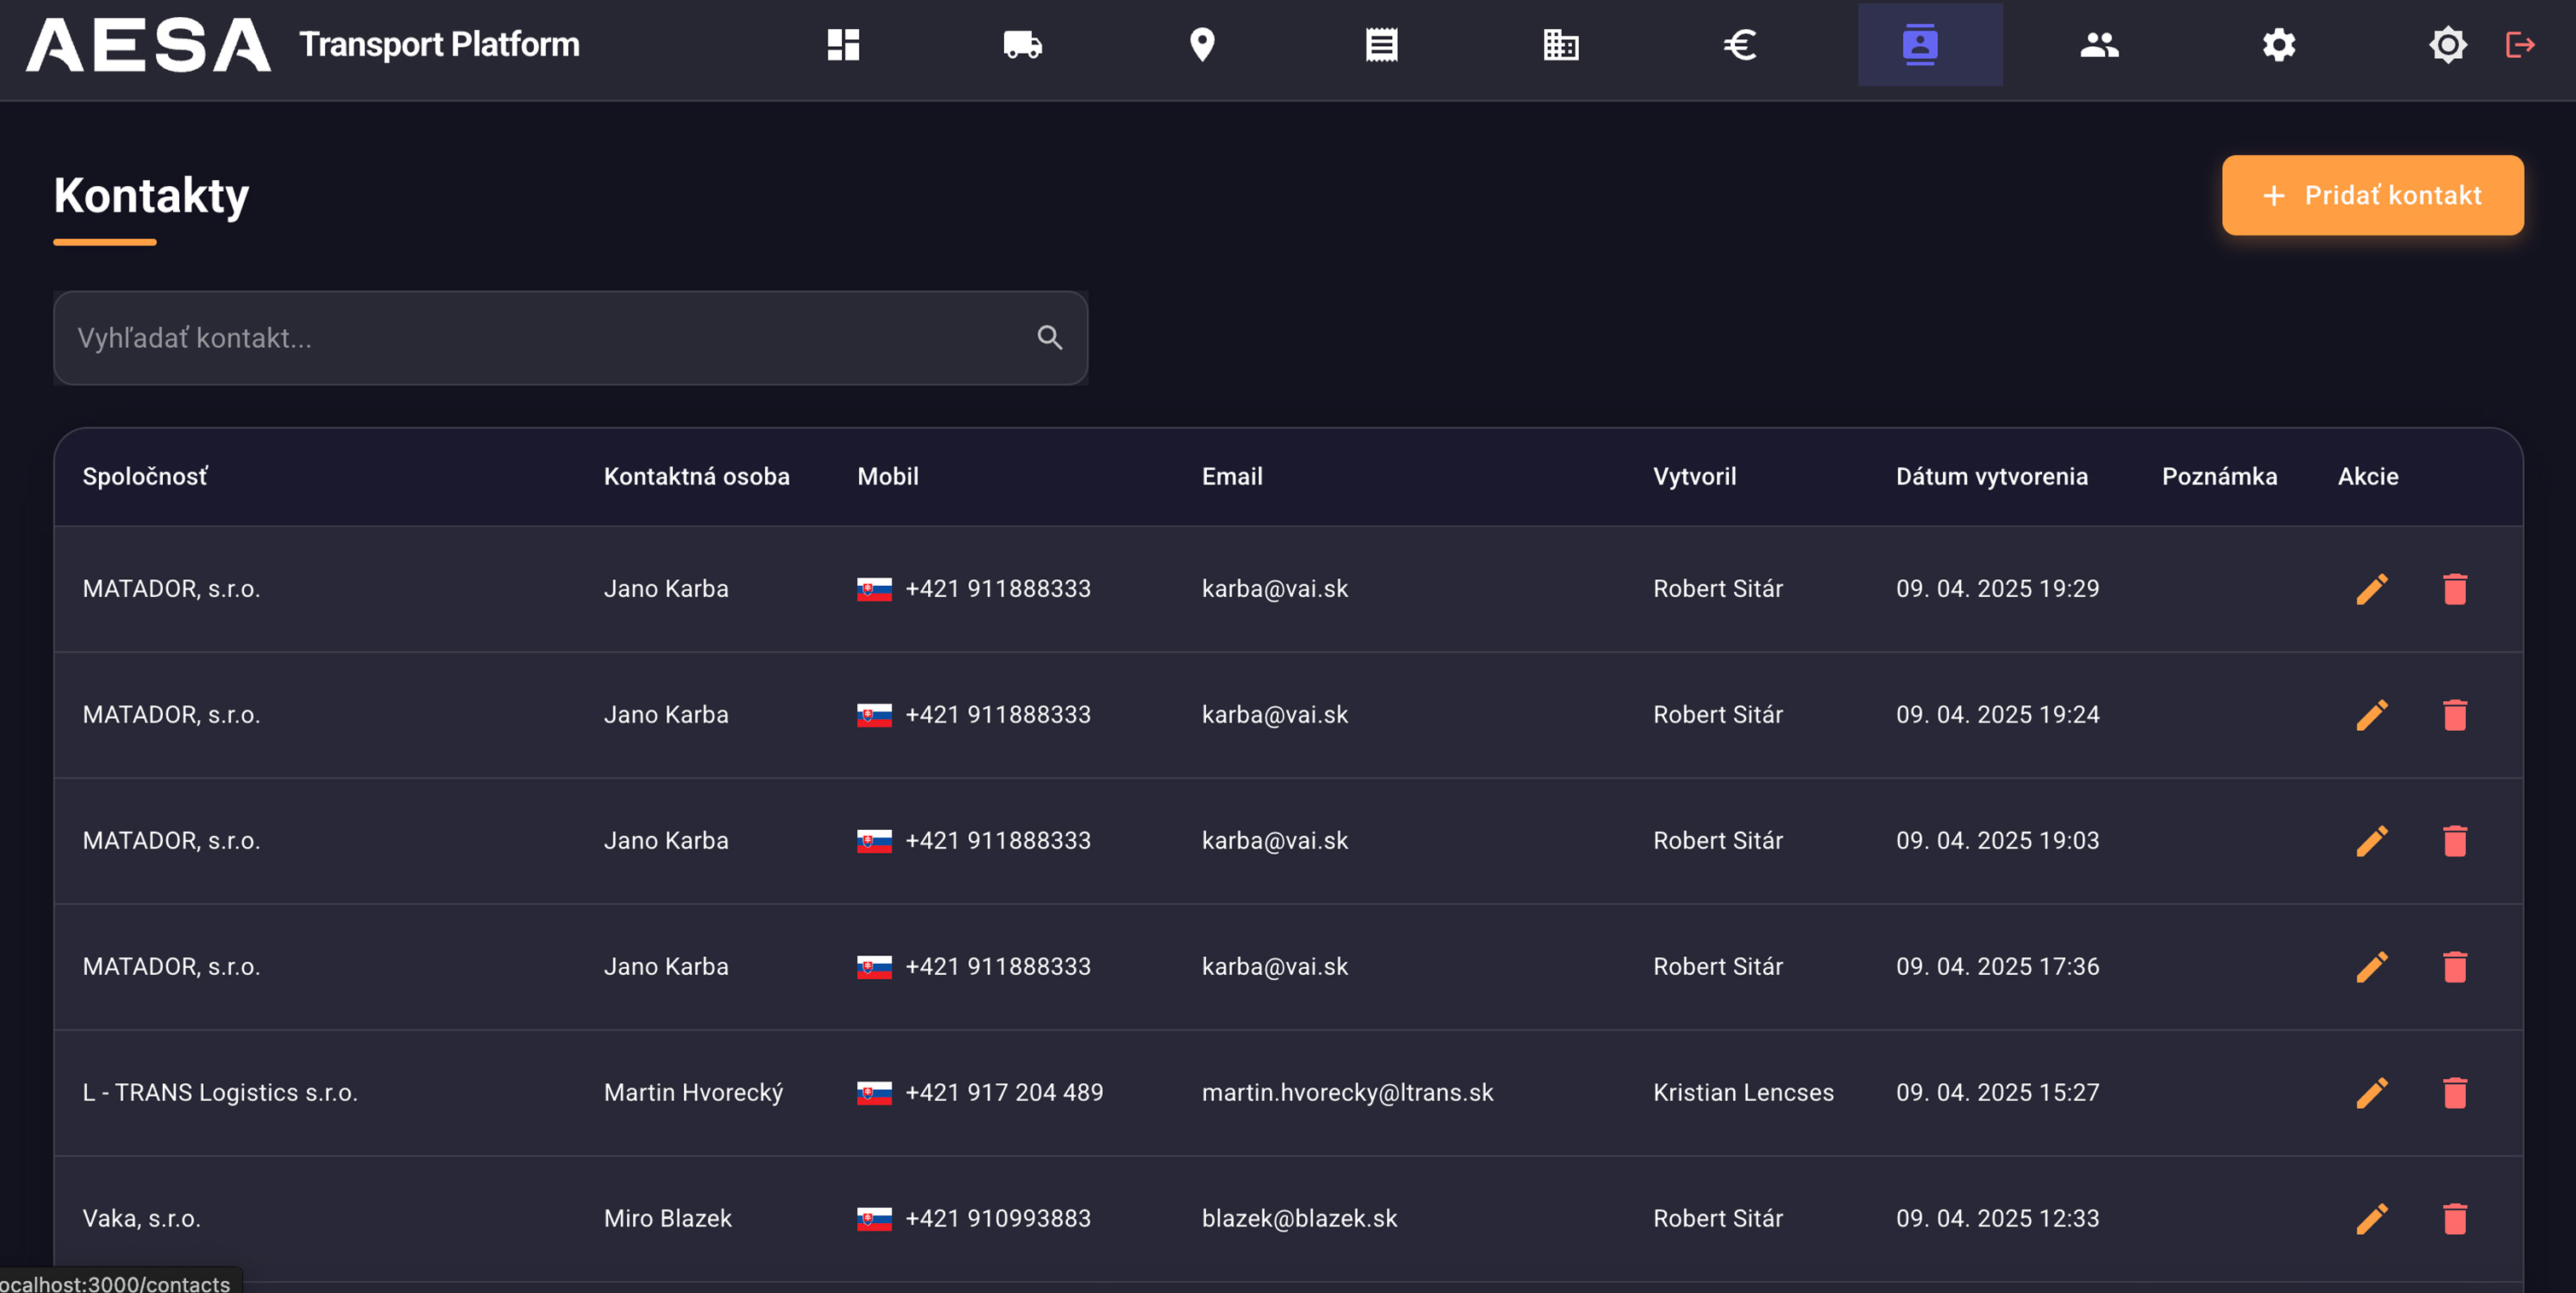 AESA Transport Platform
Kontakty
+ Pridať kontakt
Vyhľadať kontakt...
Spoločnosť Kontaktná osoba Mobil Email Vytvoril Dátum vytvorenia Poznámka Akcie
MATADOR, s.r.o. Jano Karba +421 911888333 karba@vai.sk Robert Sitár 09. 04. 2025 19:29
MATADOR, s.r.o. Jano Karba +421 911888333 karba@vai.sk Robert Sitár 09. 04. 2025 19:24
MATADOR, s.r.o. Jano Karba +421 911888333 karba@vai.sk Robert Sitár 09. 04. 2025 19:03
MATADOR, s.r.o. Jano Karba +421 911888333 karba@vai.sk Robert Sitár 09. 04. 2025 17:36
L - TRANS Logistics s.r.o. Martin Hvorecký +421 917 204 489 martin.hvorecky@ltrans.sk Kristian Lencses 09. 04. 2025 15:27
Vaka, s.r.o. Miro Blazek +421 910993883 blazek@blazek.sk Robert Sitár 09. 04. 2025 12:33
ocalhost:3000/contacts